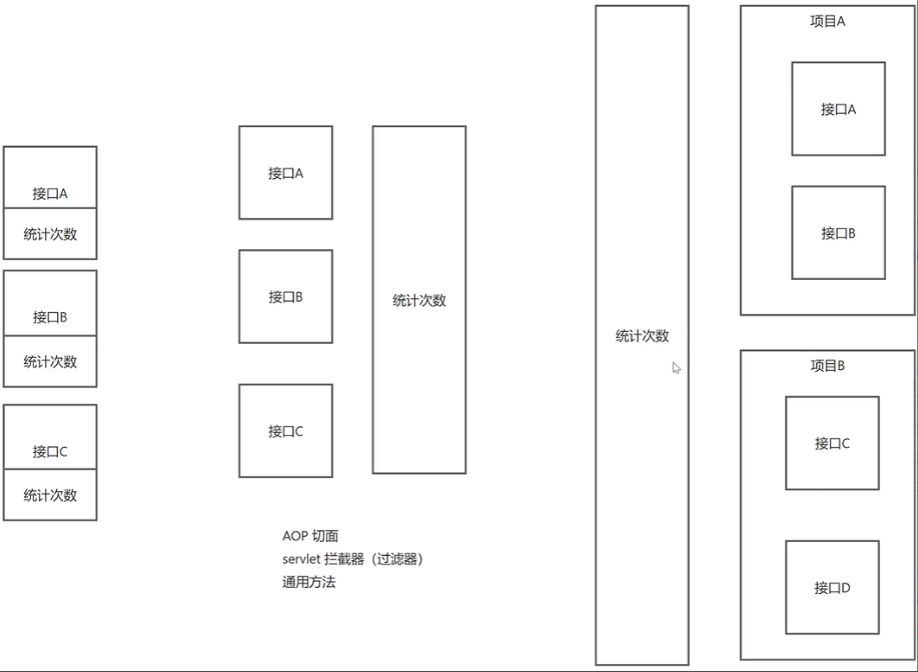 接口A
统计次数
接口B
统计次数
接口C
统计次数
接口A
接口B
接口C
统计次数
AOP 切面
servlet 拦截器（过滤器）
通用方法
统计次数
项目A
接口A
接口B
项目B
接口C
接口D